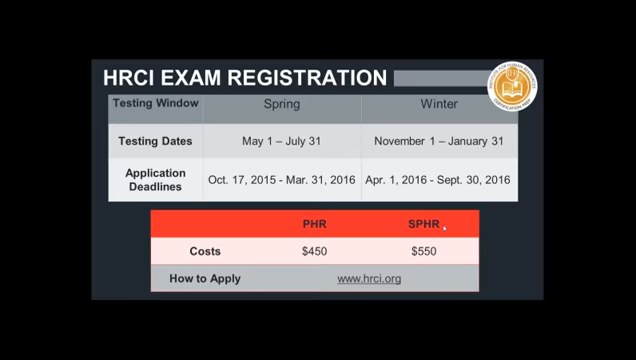 HRCI EXAM REGISTRATION
Testing Window Spring Winter
Testing Dates May 1 – July 31 November 1 – January 31
Application Deadlines Oct. 17, 2015 - Mar. 31, 2016 Apr. 1, 2016 - Sept. 30, 2016
PHR SPHR
Costs $450 $550
How to Apply www.hrci.org
CERTIFICATION PREP